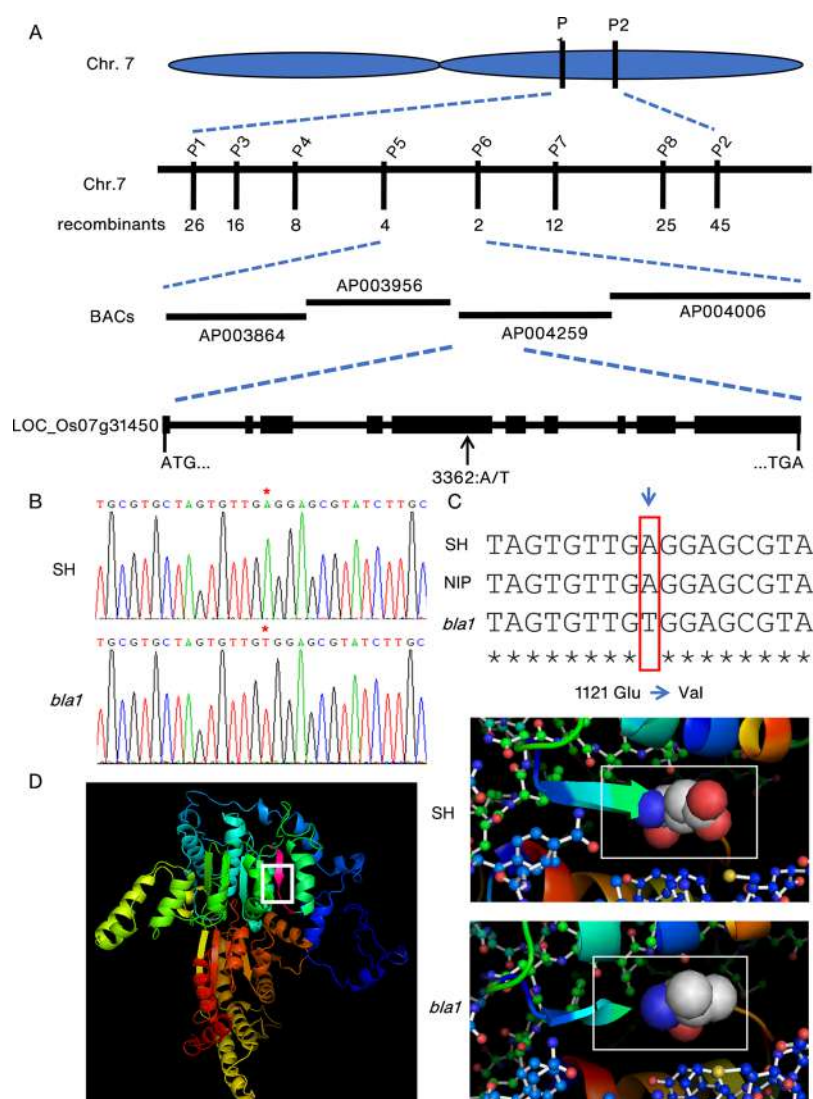 A
P P2
Chr. 7
P1 P3 P4 P5 P6 P7 P8 P2
Chr.7
recombinants 26 16 8 4 2 12 25 45
AP003956
AP004006
BACs
AP003864
AP004259
LOC_Os07g31450
ATG...
...TGA
3362:A/T
B
*
TGCGTGCTAGTGTTGAGGAGCGTATCTTGC
SH
*
TGCGTGCTAGTGTTGTGGAGCGTATCTTGC
bla1
C
SH TAGTGTTGAGGAGCGTA
NIP TAGTGTTGAGGAGCGTA
bla1 TAGTGTTGTGGAGCGTA
******** ********
1121 Glu → Val
SH
bla1
D